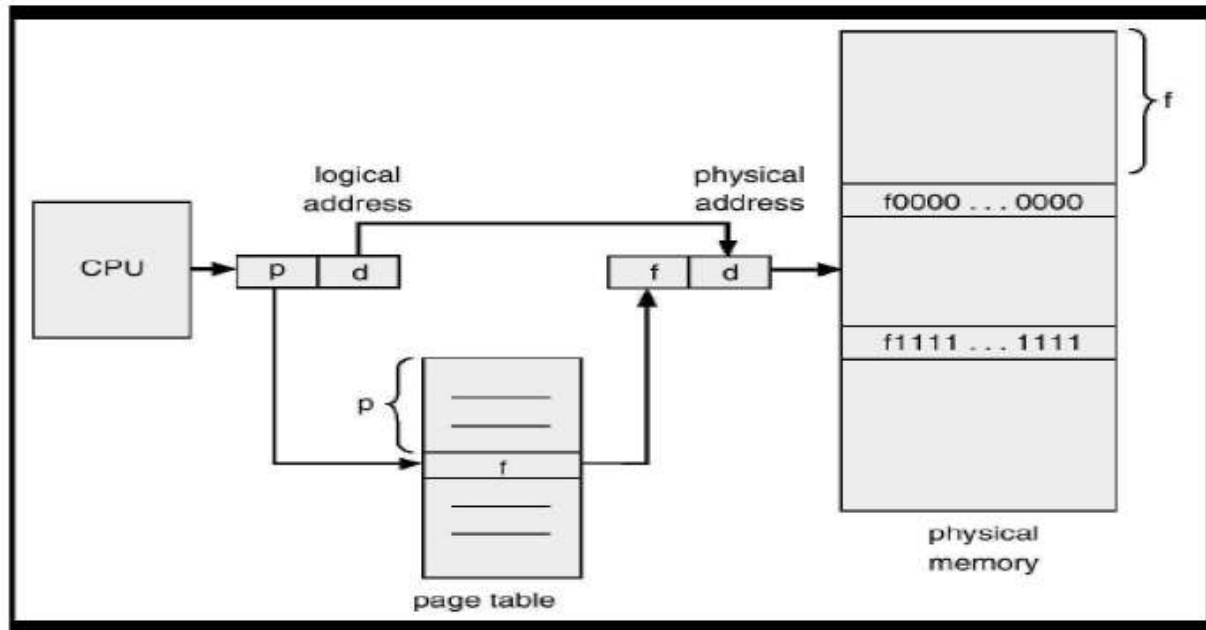 logical
address
physical
address
f
f0000 . . . 0000
CPU
p d
f d
f1111 . . . 1111
p
f
physical
memory
page table